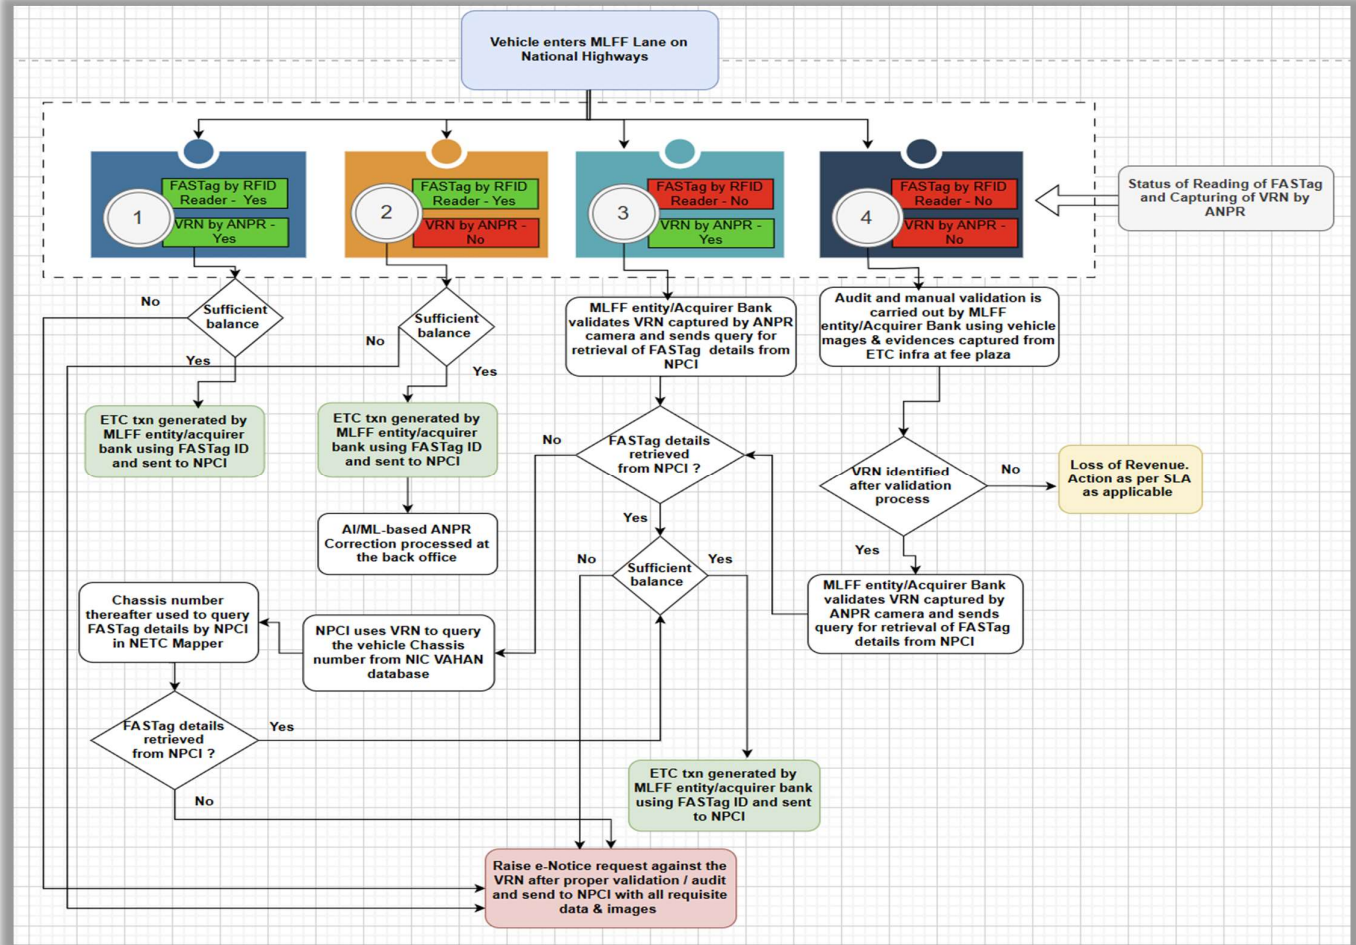 Vehicle enters MLFF Lane on
National Highways
FASTag by RFID
Reader - Yes
1
VRN by ANPR -
Yes
FASTag by RFID
Reader - Yes
2
VRN by ANPR -
No
FASTag by RFID
Reader - No
3
VRN by ANPR -
Yes
FASTag by RFID
Reader - No
4
VRN by ANPR -
No
Status of Reading of FASTag
and Capturing of VRN by
ANPR
No
Sufficient
balance
Yes
No
Sufficient
balance
Yes
MLFF entity/Acquirer Bank
validates VRN captured by ANPR
camera and sends query for
retrieval of FASTag details from
NPCI
Audit and manual validation is
carried out by MLFF
entity/Acquirer Bank using vehicle
mages & evidences captured from
ETC infra at fee plaza
ETC txn generated by
MLFF entity/acquirer
bank using FASTag ID
and sent to NPCI
ETC txn generated by
MLFF entity/acquirer
bank using FASTag ID
and sent to NPCI
No
FASTag details
retrieved
from NPCI ?
Yes
VRN identified
after validation
process
No
Yes
Loss of Revenue.
Action as per SLA
as applicable
AI/ML-based ANPR
Correction processed at
the back office
No
Sufficient
balance
Yes
MLFF entity/Acquirer Bank
validates VRN captured by
ANPR camera and sends
query for retrieval of FASTag
details from NPCI
Chassis number
thereafter used to query
FASTag details by NPCI
in NETC Mapper
NPCI uses VRN to query
the vehicle Chassis
number from NIC VAHAN
database
FASTag details
retrieved
from NPCI ?
Yes
No
ETC txn generated by
MLFF entity/acquirer bank
using FASTag ID and sent
to NPCI
Raise e-Notice request against the
VRN after proper validation / audit
and send to NPCI with all requisite
data & images